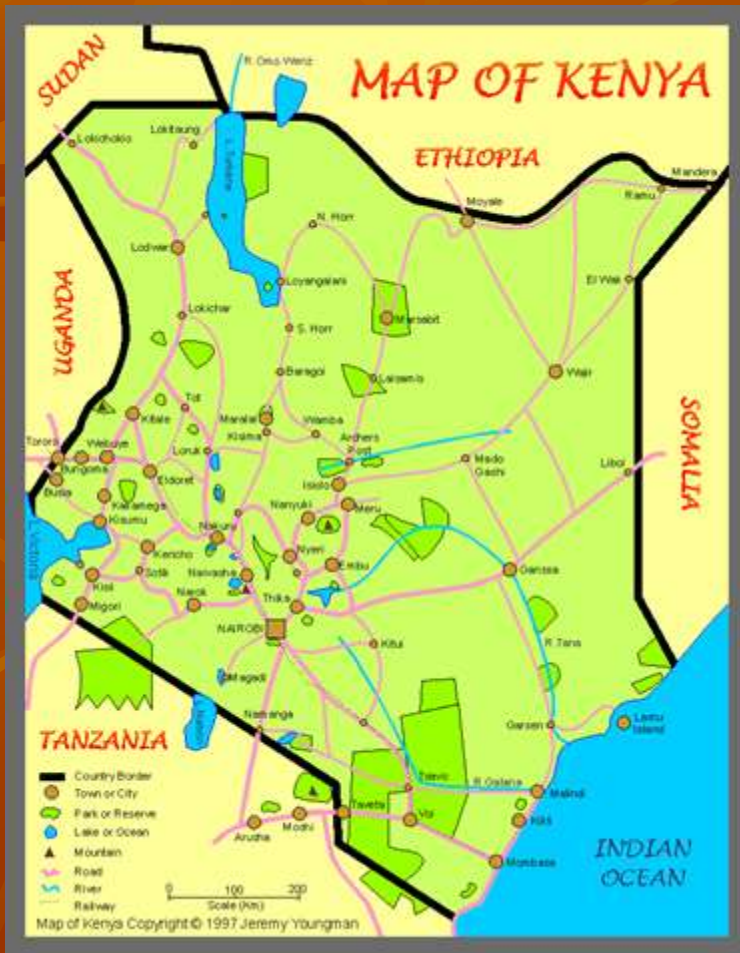 MAP OF KENYA
SUDAN
R. Omo Wenz
ETHIOPIA
Lokichokio
Lokitaung
L. Turkana
Mandera
Ramu
Moyale
N. Horr
Lodwar
El Wak
Loyangalani
UGANDA
Lokichar
S. Horr
Marsabit
Baragoi
Laisamis
Wajir
Tot
Kitale
Maralal
Kisima
Wamba
SOMALIA
Tororo
Webuye
Bungoma
Loruk
Archers
Post
Mado
Gashi
Liboi
Busia
Eldoret
Isiolo
Kakamega
Nanyuki
Meru
Kisumu
Nakuru
L. Victoria
Kericho
Nyeri
Embu
Garissa
Sotik
Naivasha
Kisii
Narok
Thika
Migori
NAIROBI
Kitui
R. Tana
Magadi
Namanga
Garsen
Lamu
Island
TANZANIA
Tsavo
R. Galana
Malindi
Country Border
Town or City
Park or Reserve
Lake or Ocean
Mountain
Road
River
Railway
Taveta
Voi
Kilifi
Arusha
Moshi
Mombasa
INDIAN
OCEAN
0 100 200
Scale (Km)
Map of Kenya Copyright © 1997 Jeremy Youngman